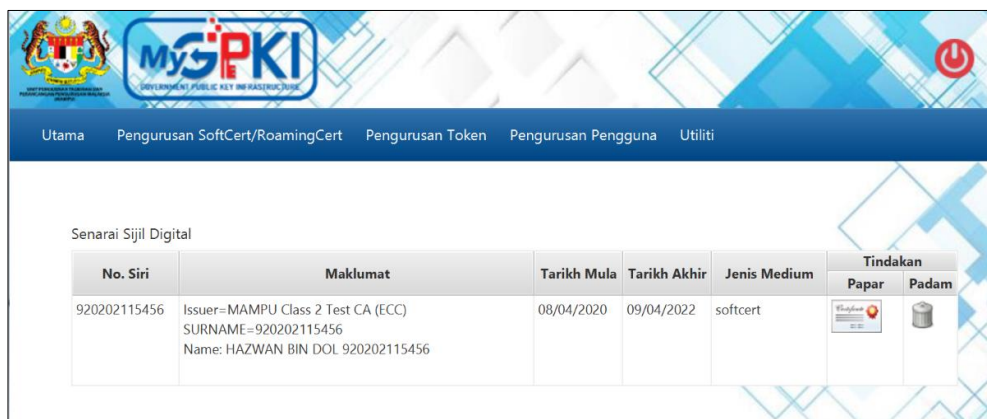 MyGPKI
GOVERNMENT PUBLIC KEY INFRASTRUCTURE
Utama Pengurusan SoftCert/RoamingCert Pengurusan Token Pengurusan Pengguna Utiliti
Senarai Sijil Digital
No. Siri Maklumat Tarikh Mula Tarikh Akhir Jenis Medium Tindakan
Papar Padam
920202115456 Issuer=MAMPU Class 2 Test CA (ECC) 08/04/2020 09/04/2022 softcert
SURNAME=920202115456
Name: HAZWAN BIN DOL 920202115456
Certificate